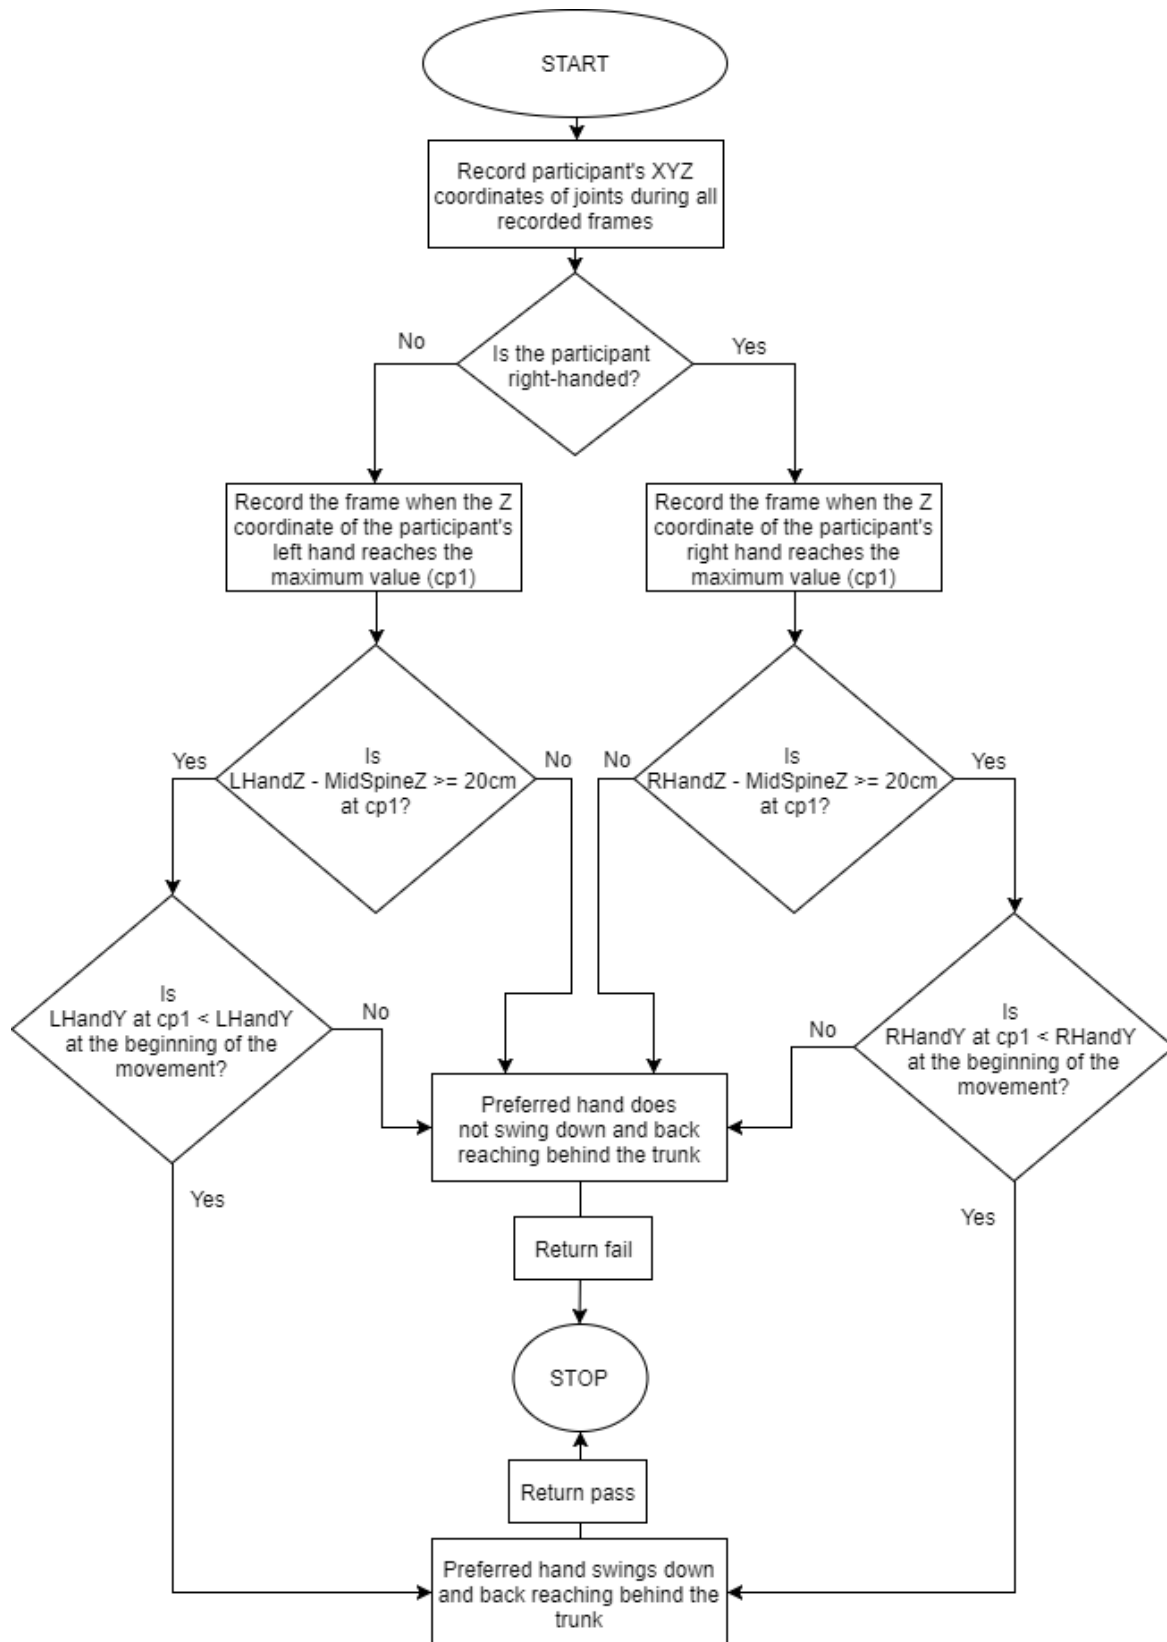 START
Record participant's XYZ
coordinates of joints during all
recorded frames
No
Yes
Is the participant
right-handed?
Record the frame when the Z
coordinate of the participant's
left hand reaches the
maximum value (cp1)
Record the frame when the Z
coordinate of the participant's
right hand reaches the
maximum value (cp1)
Yes
Is
LHandZ - MidSpineZ >= 20cm
at cp1?
No
No
Is
RHandZ - MidSpineZ >= 20cm
at cp1?
Yes
Is
LHandY at cp1 < LHandY
at the beginning of the
movement?
No
No
Is
RHandY at cp1 < RHandY
at the beginning of the
movement?
Preferred hand does
not swing down and back
reaching behind the trunk
Yes
Yes
Return fail
STOP
Return pass
Preferred hand swings down
and back reaching behind the
trunk